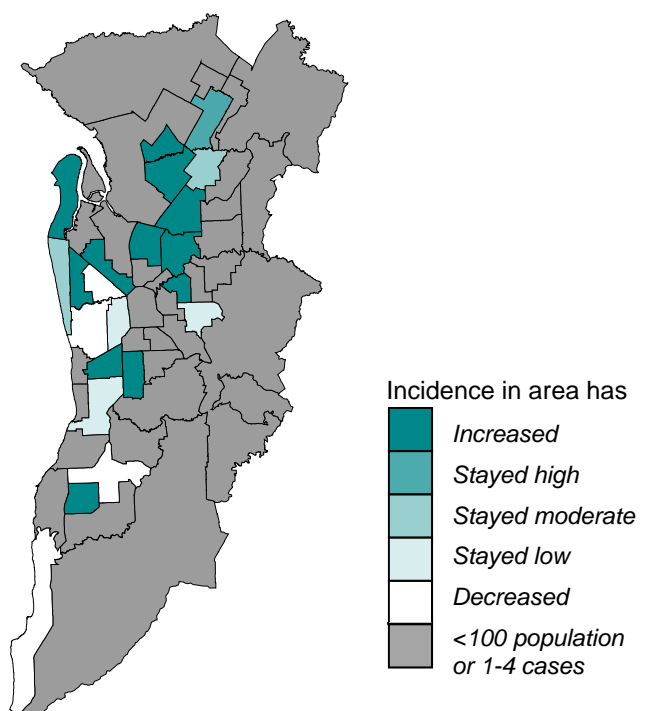 Incidence in area has
Increased
Stayed high
Stayed moderate
Stayed low
Decreased
<100 population
or 1-4 cases